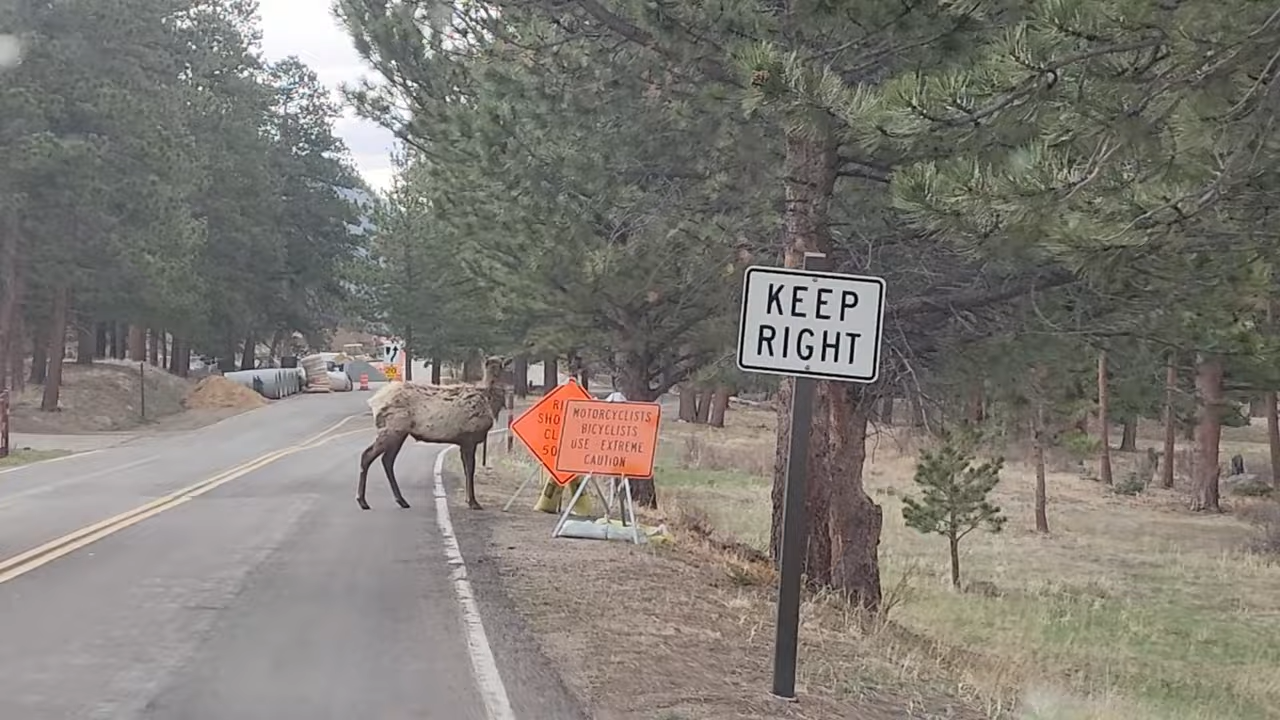 KEEP
RIGHT
MOTORCYCLISTS
BICYCLISTS
USE EXTREME
CAUTION